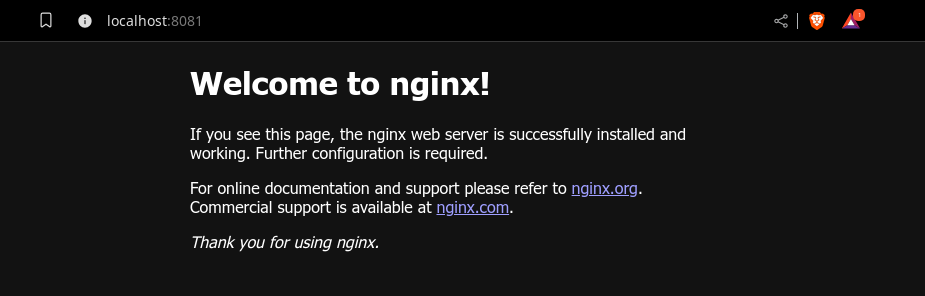 localhost:8081
Welcome to nginx!
If you see this page, the nginx web server is successfully installed and
working. Further configuration is required.
For online documentation and support please refer to nginx.org.
Commercial support is available at nginx.com.
Thank you for using nginx.